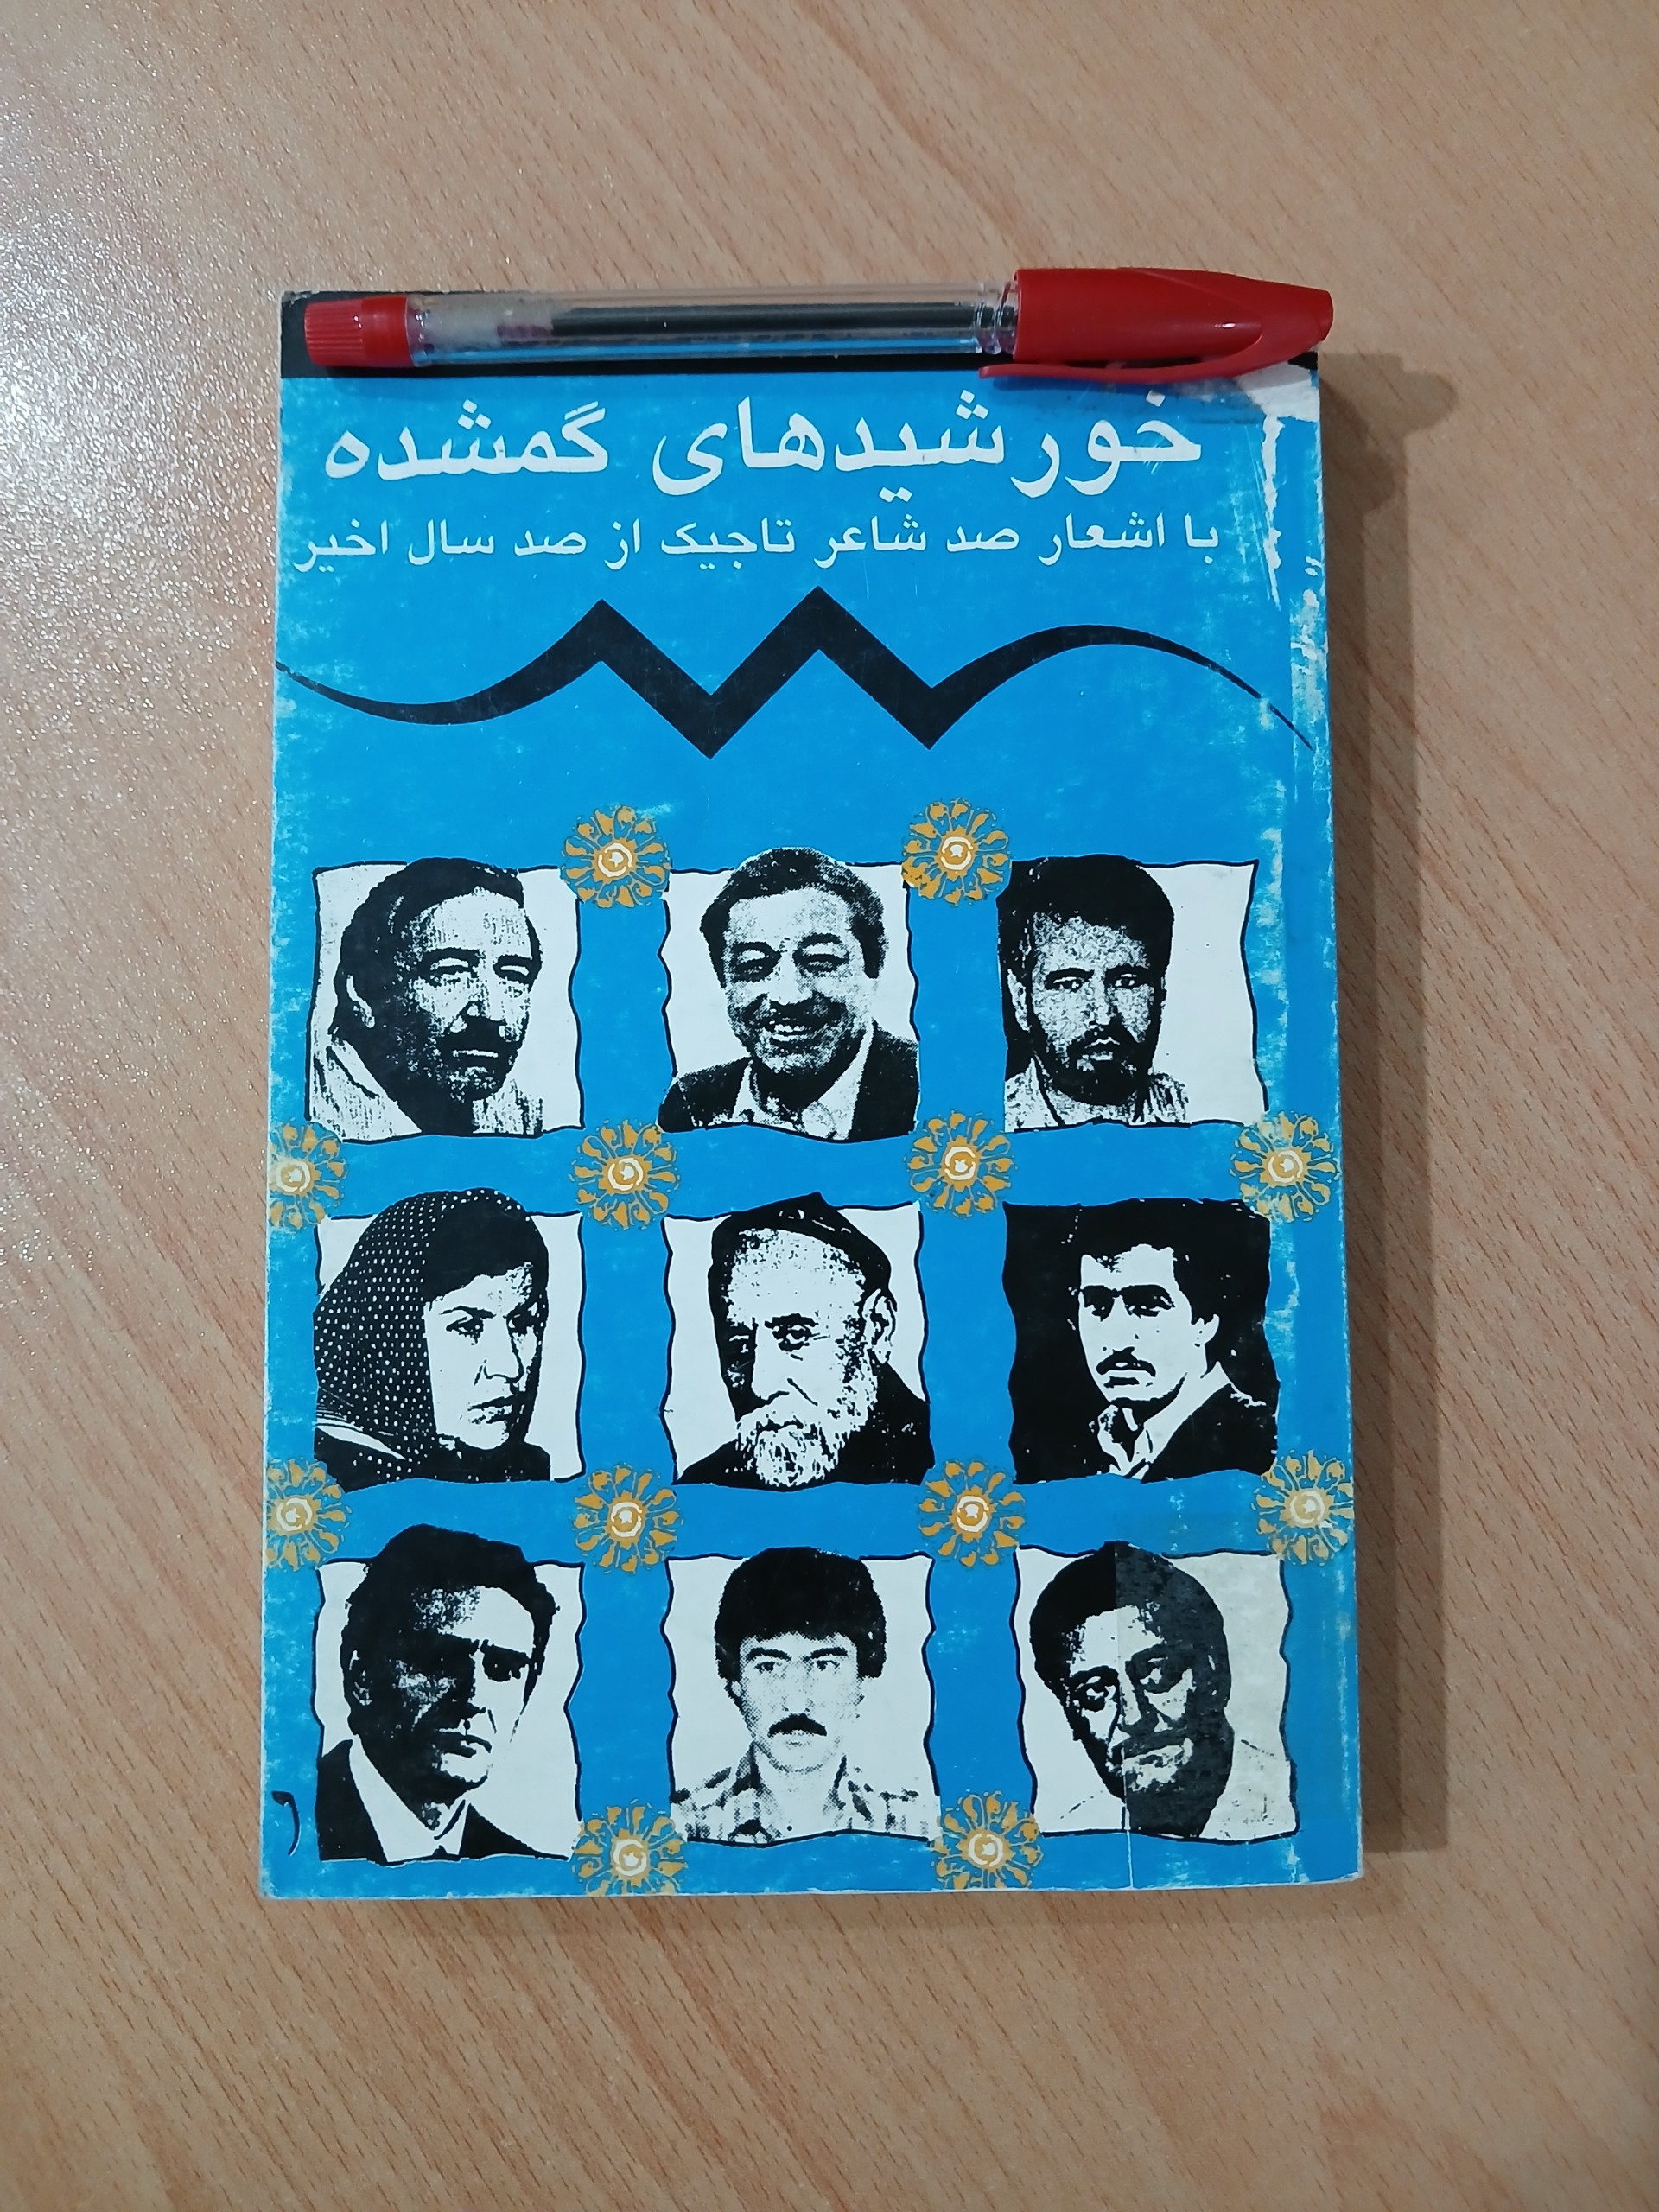 خورشیدهای گمشده
با اشعار صد شاعر تاجیک از صد سال اخیر